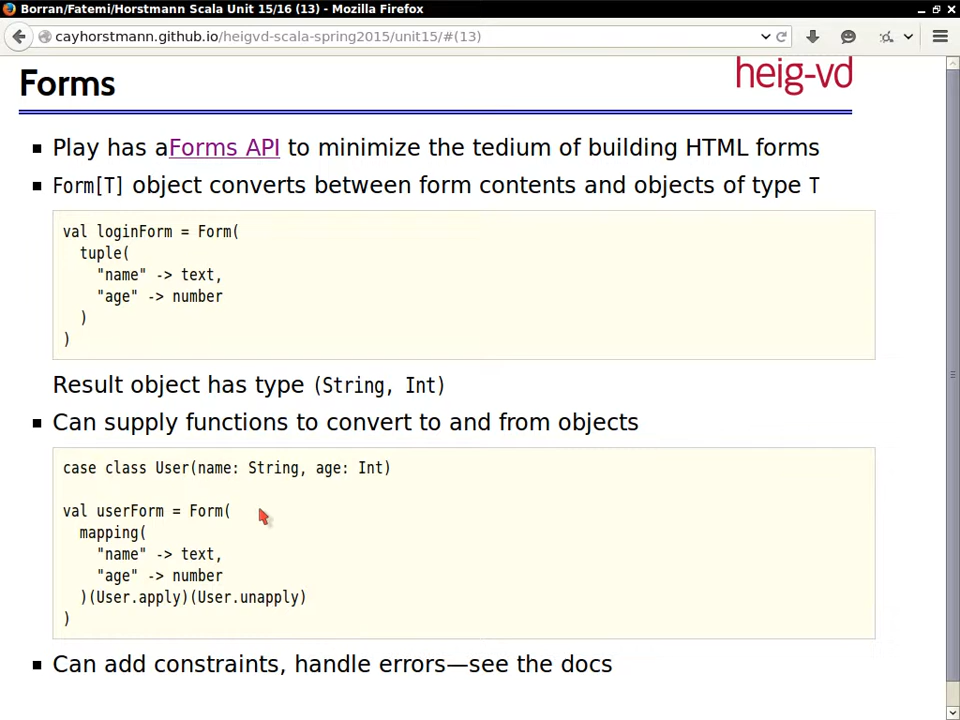 Borran/Fatemi/Horstmann Scala Unit 15/16 (13) - Mozilla Firefox
cayhorstmann.github.io/heigvd-scala-spring2015/unit15/#(13)
Forms
heig-vd
Play has aForms API to minimize the tedium of building HTML forms
Form[T] object converts between form contents and objects of type T
val loginForm = Form(
  tuple(
    "name" -> text,
    "age" -> number
  )
)
Result object has type (String, Int)
Can supply functions to convert to and from objects
case class User(name: String, age: Int)
val userForm = Form(
  mapping(
    "name" -> text,
    "age" -> number
  )(User.apply)(User.unapply)
)
Can add constraints, handle errors—see the docs